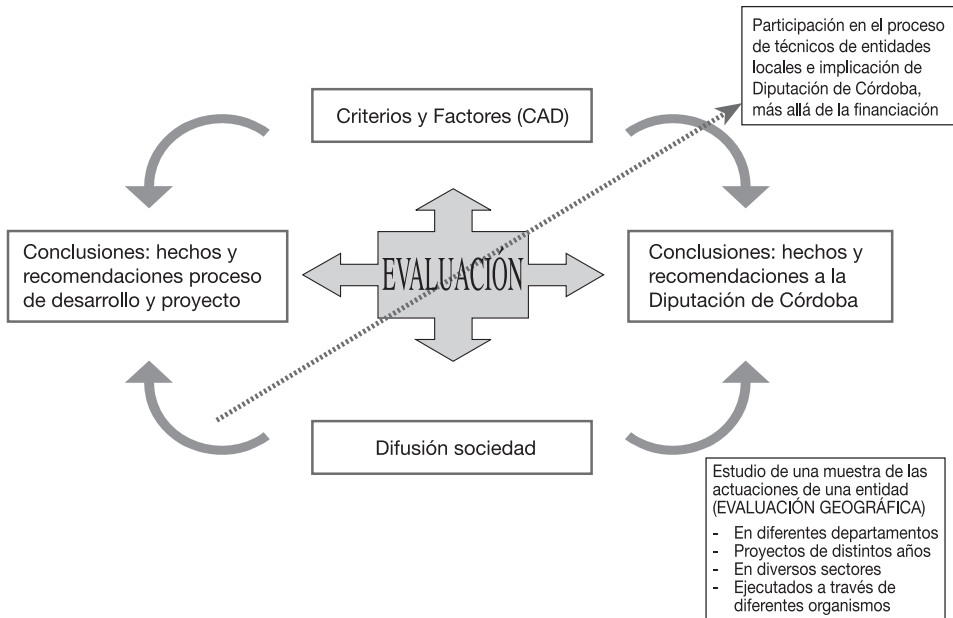 Participación en el proceso
de técnicos de entidades
locales e implicación de
Diputación de Córdoba,
más allá de la financiación
Criterios y Factores (CAD)
Conclusiones: hechos y
recomendaciones proceso
de desarrollo y proyecto
EVALUACIÓN
Conclusiones: hechos y
recomendaciones a la
Diputación de Córdoba
Difusión sociedad
Estudio de una muestra de las
actuaciones de una entidad
(EVALUACIÓN GEOGRÁFICA)
- En diferentes departamentos
- Proyectos de distintos años
- En diversos sectores
- Ejecutados a través de
diferentes organismos